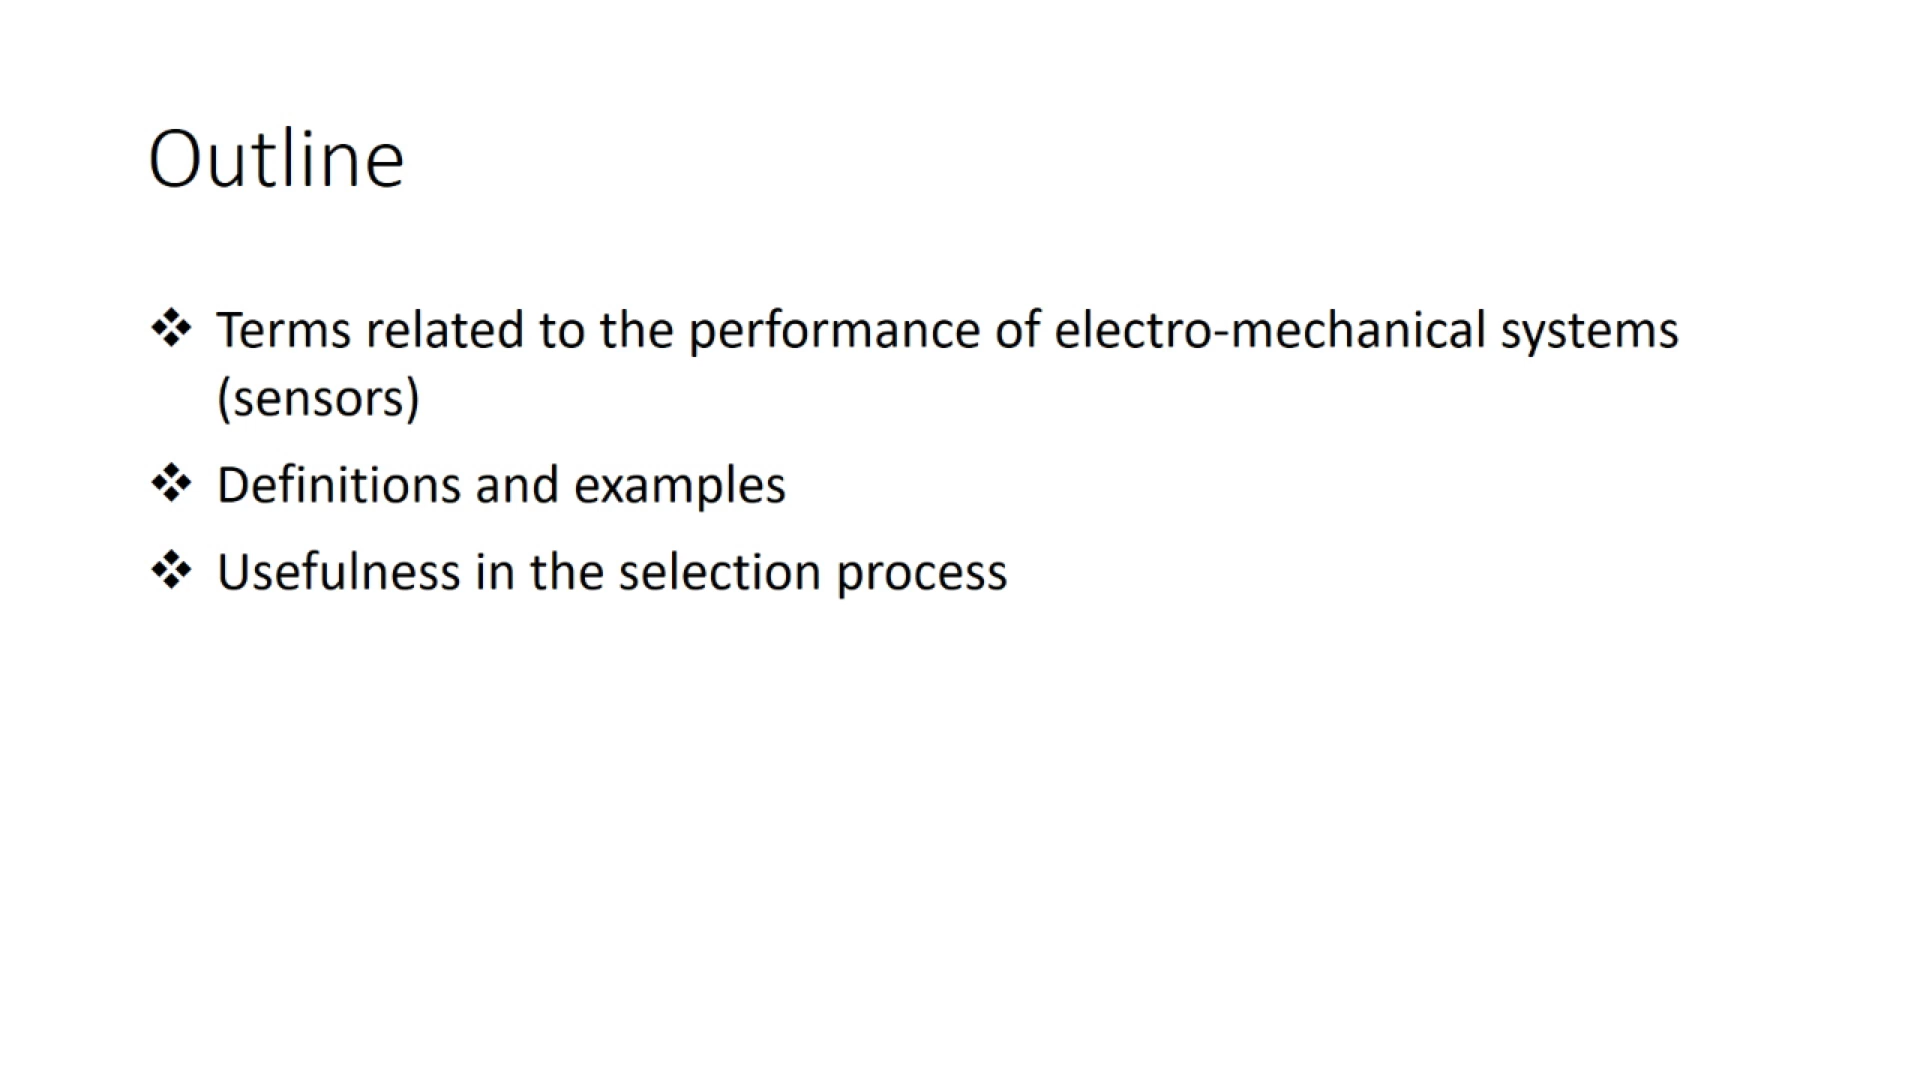 Outline
❖ Terms related to the performance of electro-mechanical systems
(sensors)
❖ Definitions and examples
❖ Usefulness in the selection process